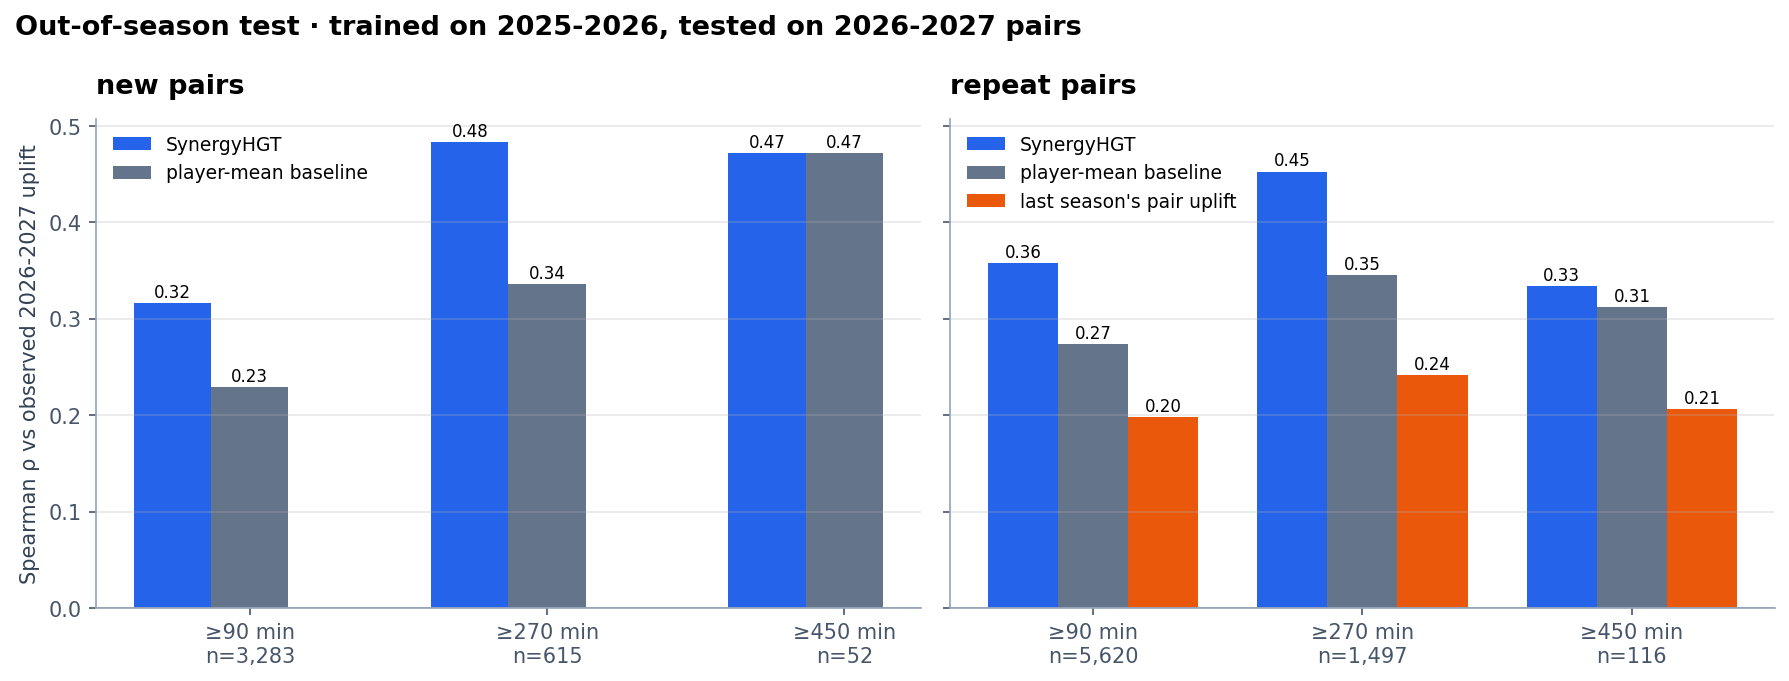 Out-of-season test · trained on 2025-2026, tested on 2026-2027 pairs
new pairs
Spearman ρ vs observed 2026-2027 uplift
0.5
0.4
0.3
0.2
0.1
0.0
SynergyHGT
player-mean baseline
0.32
0.23
0.48
0.34
0.47
0.47
≥90 min
n=3,283
≥270 min
n=615
≥450 min
n=52
repeat pairs
SynergyHGT
player-mean baseline
last season's pair uplift
0.36
0.27
0.20
0.45
0.35
0.24
0.33
0.31
0.21
≥90 min
n=5,620
≥270 min
n=1,497
≥450 min
n=116